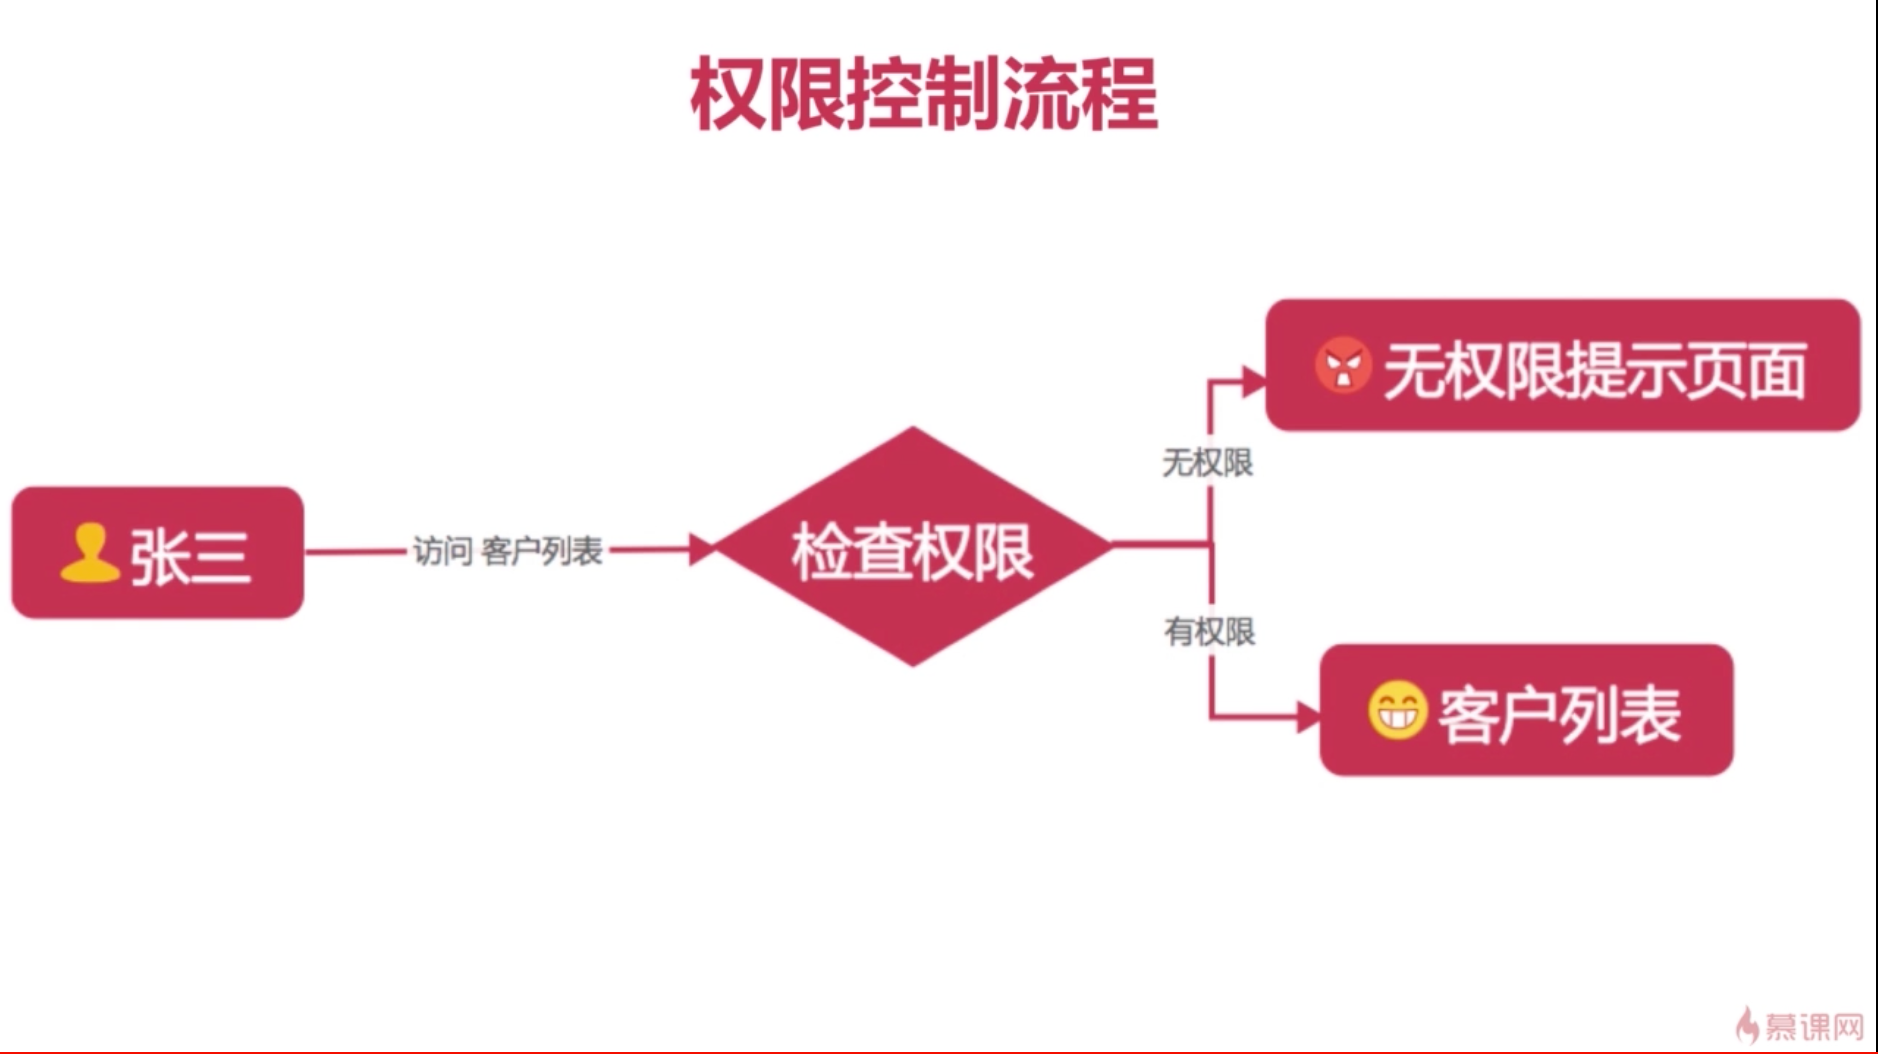 权限控制流程
张三
访问 客户列表
检查权限
无权限
无权限提示页面
有权限
客户列表
慕课网